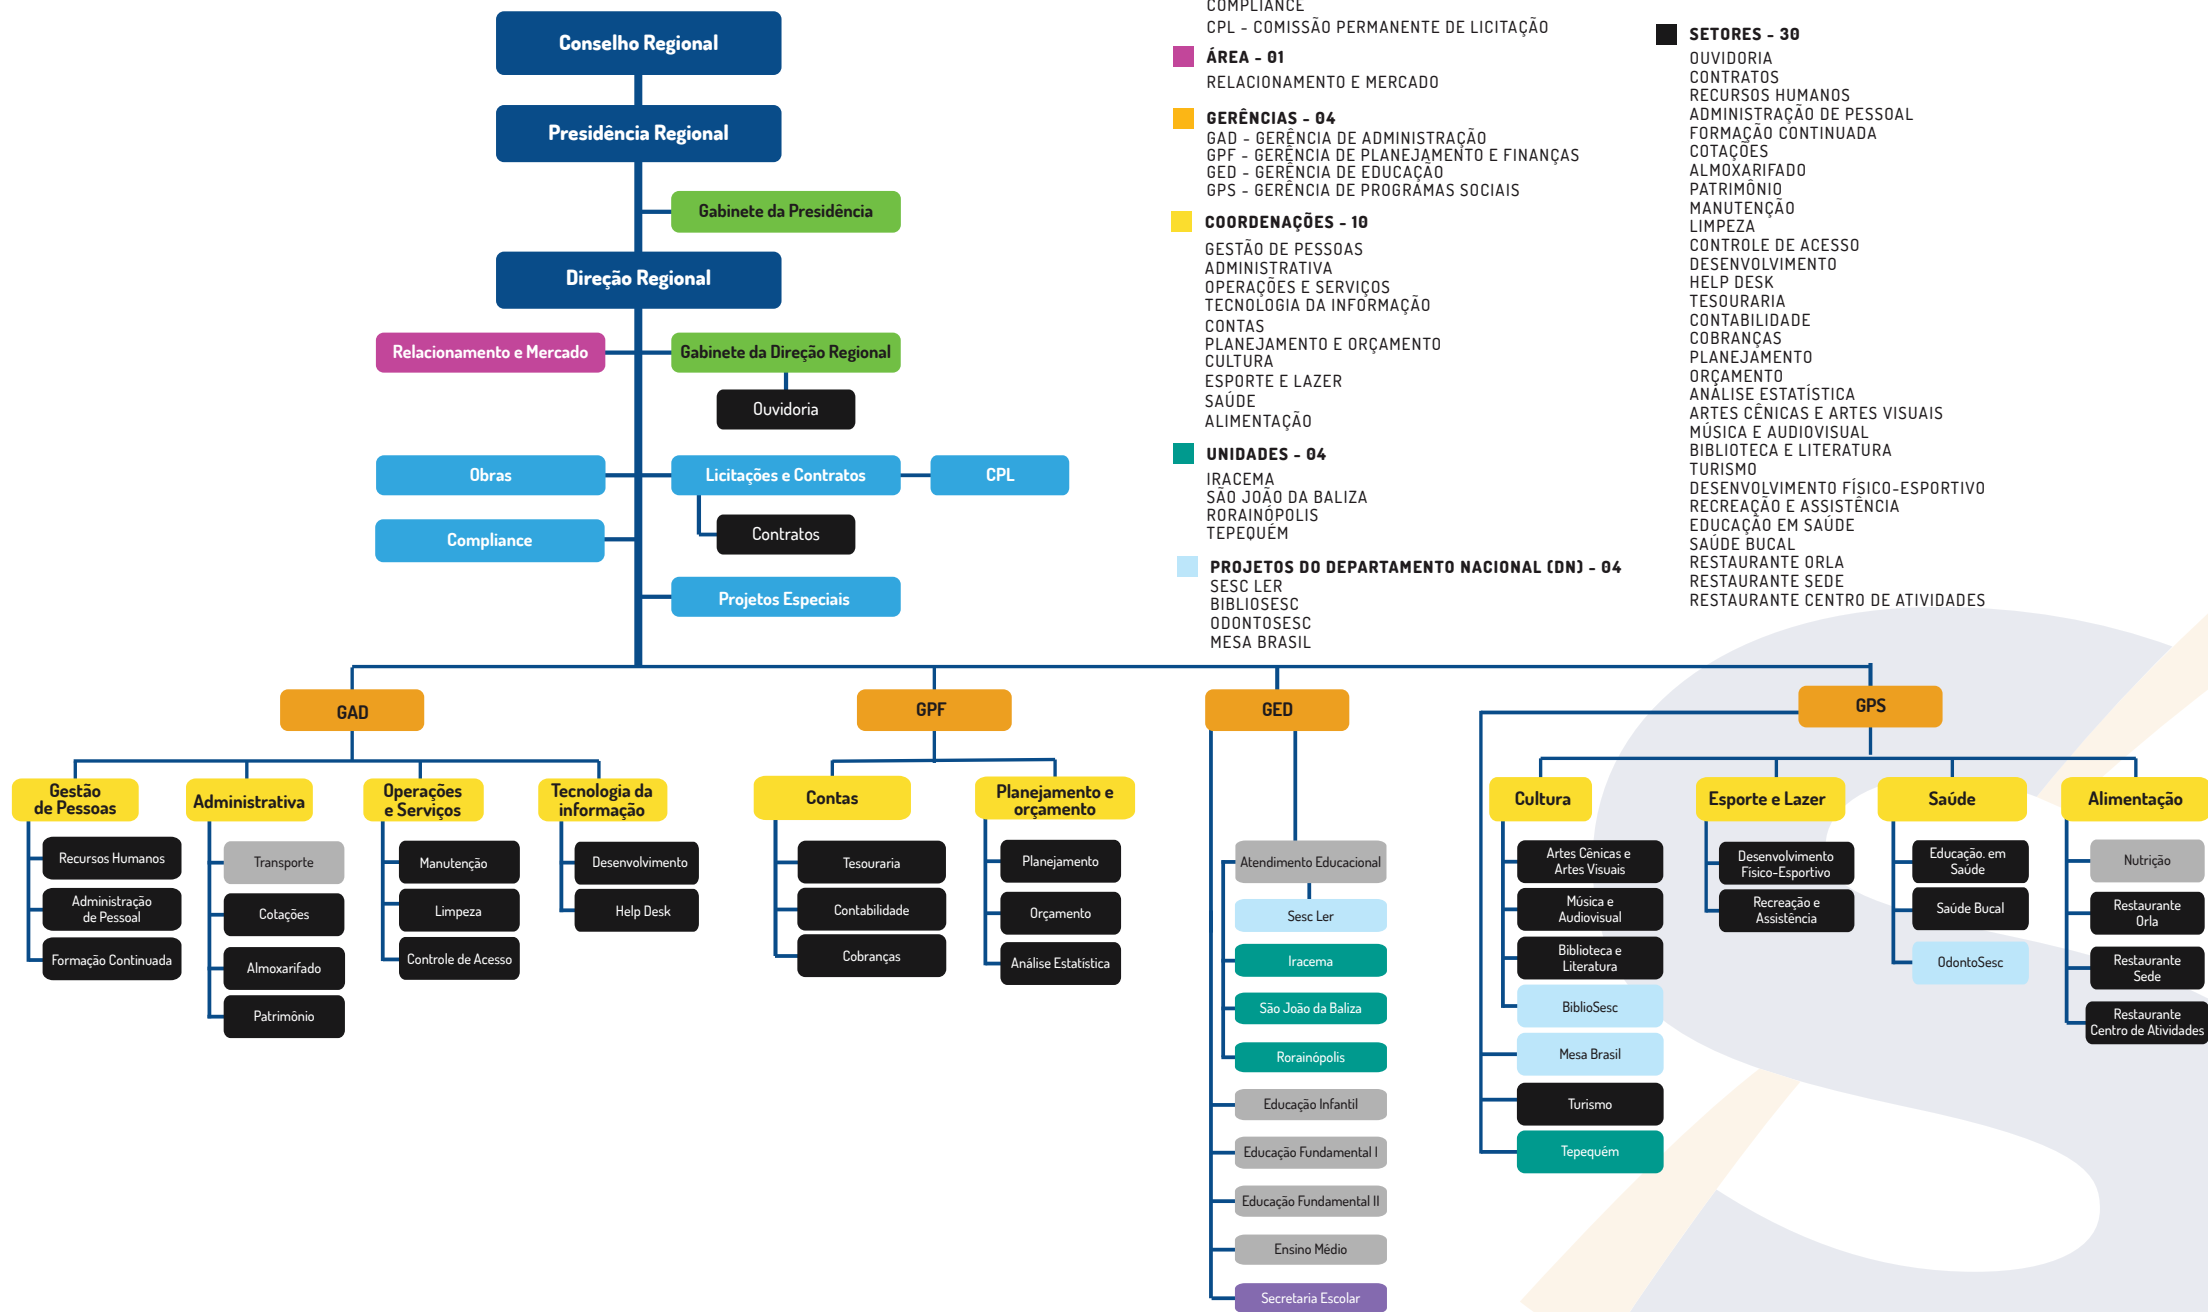 Conselho Regional
Presidência Regional
Gabinete da Presidência
Direção Regional
Relacionamento e Mercado
Gabinete da Direção Regional
Ouvidoria
Obras
Licitações e Contratos
CPL
Compliance
Contratos
Projetos Especiais
COMPLIANCE
CPL - COMISSÃO PERMANENTE DE LICITAÇÃO
ÁREA - 01
RELACIONAMENTO E MERCADO
GERÊNCIAS - 04
GAD - GERÊNCIA DE ADMINISTRAÇÃO
GPF - GERÊNCIA DE PLANEJAMENTO E FINANÇAS
GED - GERÊNCIA DE EDUCAÇÃO
GPS - GERÊNCIA DE PROGRAMAS SOCIAIS
COORDENAÇÕES - 10
GESTÃO DE PESSOAS
ADMINISTRATIVA
OPERAÇÕES E SERVIÇOS
TECNOLOGIA DA INFORMAÇÃO
CONTAS
PLANEJAMENTO E ORÇAMENTO
CULTURA
ESPORTE E LAZER
SAÚDE
ALIMENTAÇÃO
UNIDADES - 04
IRACEMA
SÃO JOÃO DA BALIZA
RORAINÓPOLIS
TEPEQUÉM
PROJETOS DO DEPARTAMENTO NACIONAL (DN) - 04
SESC LER
BIBLIOSESC
ODONTOSESC
MESA BRASIL
SETORES - 30
OUVIDORIA
CONTRATOS
RECURSOS HUMANOS
ADMINISTRAÇÃO DE PESSOAL
FORMAÇÃO CONTINUADA
COTAÇÕES
ALMOXARIFADO
PATRIMÔNIO
MANUTENÇÃO
LIMPEZA
CONTROLE DE ACESSO
DESENVOLVIMENTO
HELP DESK
TESOURARIA
CONTABILIDADE
COBRANÇAS
PLANEJAMENTO
ORÇAMENTO
ANÁLISE ESTATÍSTICA
ARTES CÊNICAS E ARTES VISUAIS
MÚSICA E AUDIOVISUAL
BIBLIOTECA E LITERATURA
TURISMO
DESENVOLVIMENTO FÍSICO-ESPORTIVO
RECREAÇÃO E ASSISTÊNCIA
EDUCAÇÃO EM SAÚDE
SAÚDE BUCAL
RESTAURANTE ORLA
RESTAURANTE SEDE
RESTAURANTE CENTRO DE ATIVIDADES
GAD
GPF
GED
GPS
Gestão
de Pessoas
Recursos Humanos
Administração
de Pessoal
Formação Continuada
Administrativa
Transporte
Cotações
Almoxarifado
Patrimônio
Operações
e Serviços
Manutenção
Limpeza
Controle de Acesso
Tecnologia da
informação
Desenvolvimento
Help Desk
Contas
Tesouraria
Contabilidade
Cobranças
Planejamento e
orçamento
Planejamento
Orçamento
Análise Estatística
Atendimento Educacional
Sesc Ler
Iracema
São João da Baliza
Rorainópolis
Educação Infantil
Educação Fundamental I
Educação Fundamental II
Ensino Médio
Secretaria Escolar
Cultura
Artes Cênicas e
Artes Visuais
Música e
Audiovisual
Biblioteca e
Literatura
BiblioSesc
Mesa Brasil
Turismo
Tepequém
Esporte e Lazer
Desenvolvimento
Físico-Esportivo
Recreação e
Assistência
Saúde
Educação. em
Saúde
Saúde Bucal
OdontoSesc
Alimentação
Nutrição
Restaurante
Orla
Restaurante
Sede
Restaurante
Centro de Atividades